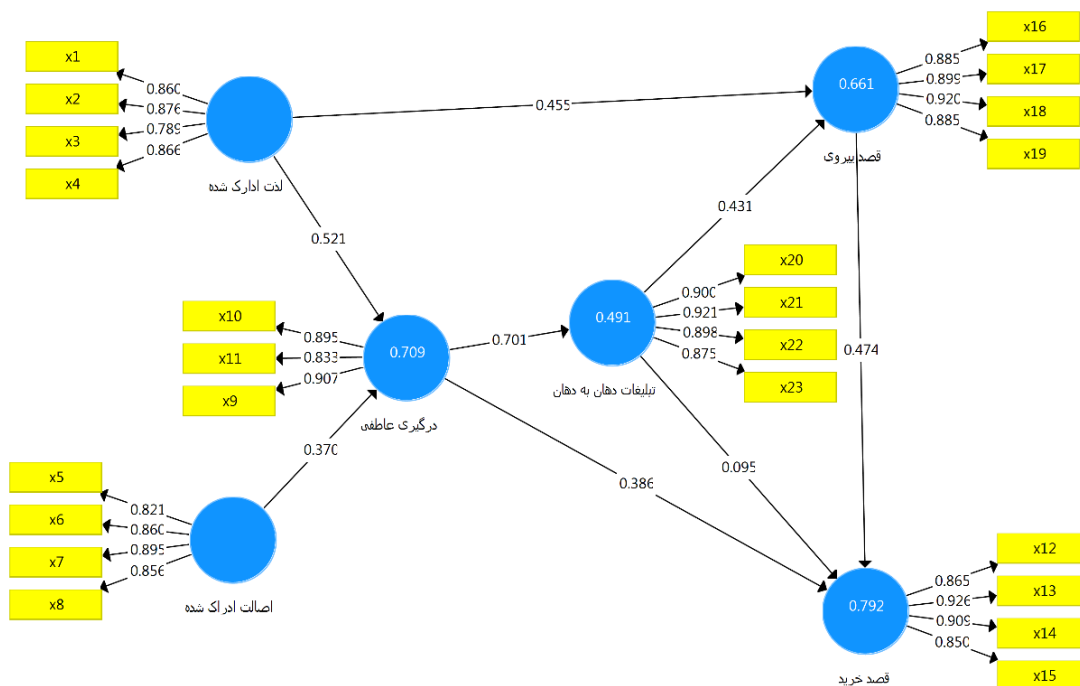 x1
x2
x3
x4
0.860
0.876
0.789
0.866
لذت ادارک شده
0.455
0.521
x16
x17
x18
x19
0.885
0.899
0.920
0.885
0.661
قصد پیروی
0.431
0.474
x10
x11
x9
0.895
0.833
0.907
0.709
درگیری عاطفی
0.701
0.491
تبلیغات دهان به دهان
x20
x21
x22
x23
0.900
0.921
0.898
0.875
0.370
0.386
0.095
x5
x6
x7
x8
0.821
0.860
0.895
0.856
اصالت ادراک شده
x12
x13
x14
x15
0.865
0.926
0.909
0.850
0.792
قصد خرید